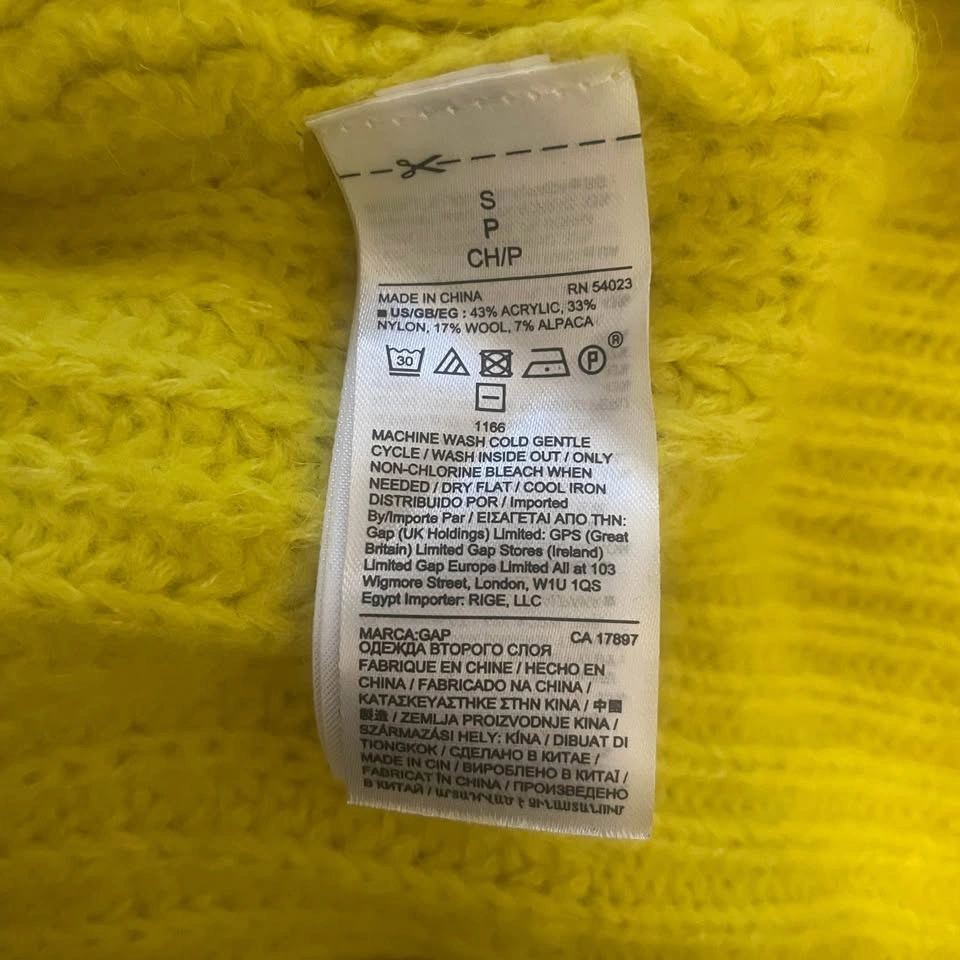 S
P
CH/P
RN 54023
MADE IN CHINA
US/GB/EG : 43% ACRYLIC, 33%
NYLON, 17% WOOL, 7% ALPACA
30
P ®
1166
MACHINE WASH COLD GENTLE
CYCLE / WASH INSIDE OUT / ONLY
NON-CHLORINE BLEACH WHEN
NEEDED / DRY FLAT / COOL IRON
DISTRIBUIDO POR / Imported
By/Importe Par / ΕΙΣΑΓΕΤΑΙ ΑΠΟ ΤΗΝ:
Gap (UK Holdings) Limited: GPS (Great
Britain) Limited Gap Stores (Ireland)
Limited Gap Europe Limited All at 103
Wigmore Street, London, W1U 1QS
Egypt Importer: RIGE, LLC
MARCA:GAP CA 17897
ОДЕЖДА ВТОРОГО СЛОЯ
FABRIQUE EN CHINE / HECHO EN
CHINA / FABRICADO NA CHINA /
ΚΑΤΑΣΚΕΥΑΣΤΗΚΕ ΣΤΗΝ ΚΙΝΑ / 中國
製造 / ZEMLJA PROIZVODNJE KINA /
SZÁRMAZÁSI HELY: KÍNA / DIBUAT DI
TIONGKOK / СДЕЛАНО В КИТАЕ /
MADE IN CIN / ВИРОБЛЕНО В КИТАЇ /
FABRICAT ÎN CHINA / ПРОИЗВЕДЕНО
В КИТАЙ /